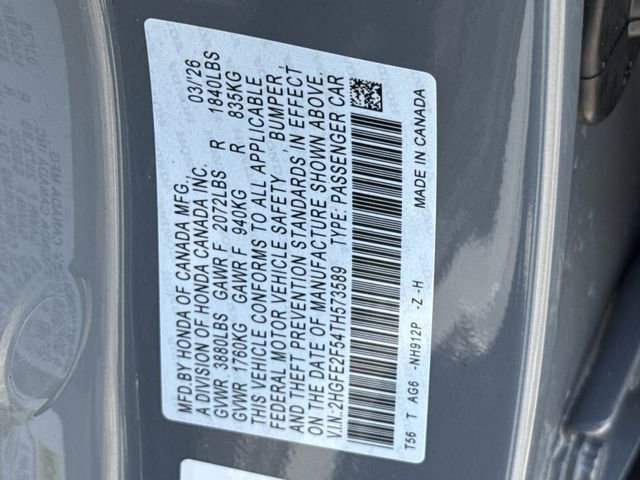 MFD.BY HONDA OF CANADA MFG. 03/26
A DIVISION OF HONDA CANADA INC.
GVWR 3880LBS GAWR F 2072LBS R 1840LBS
GVWR 1760KG GAWR F 940KG R 835KG
THIS VEHICLE CONFORMS TO ALL APPLICABLE
FEDERAL MOTOR VEHICLE SAFETY , BUMPER,
AND THEFT PREVENTION STANDARDS IN EFFECT
ON THE DATE OF MANUFACTURE SHOWN ABOVE.
V.I.N.:2HGFE2F54TH573589 TYPE: PASSENGER CAR
T56 T AG6 -NH912P -Z -H MADE IN CANADA